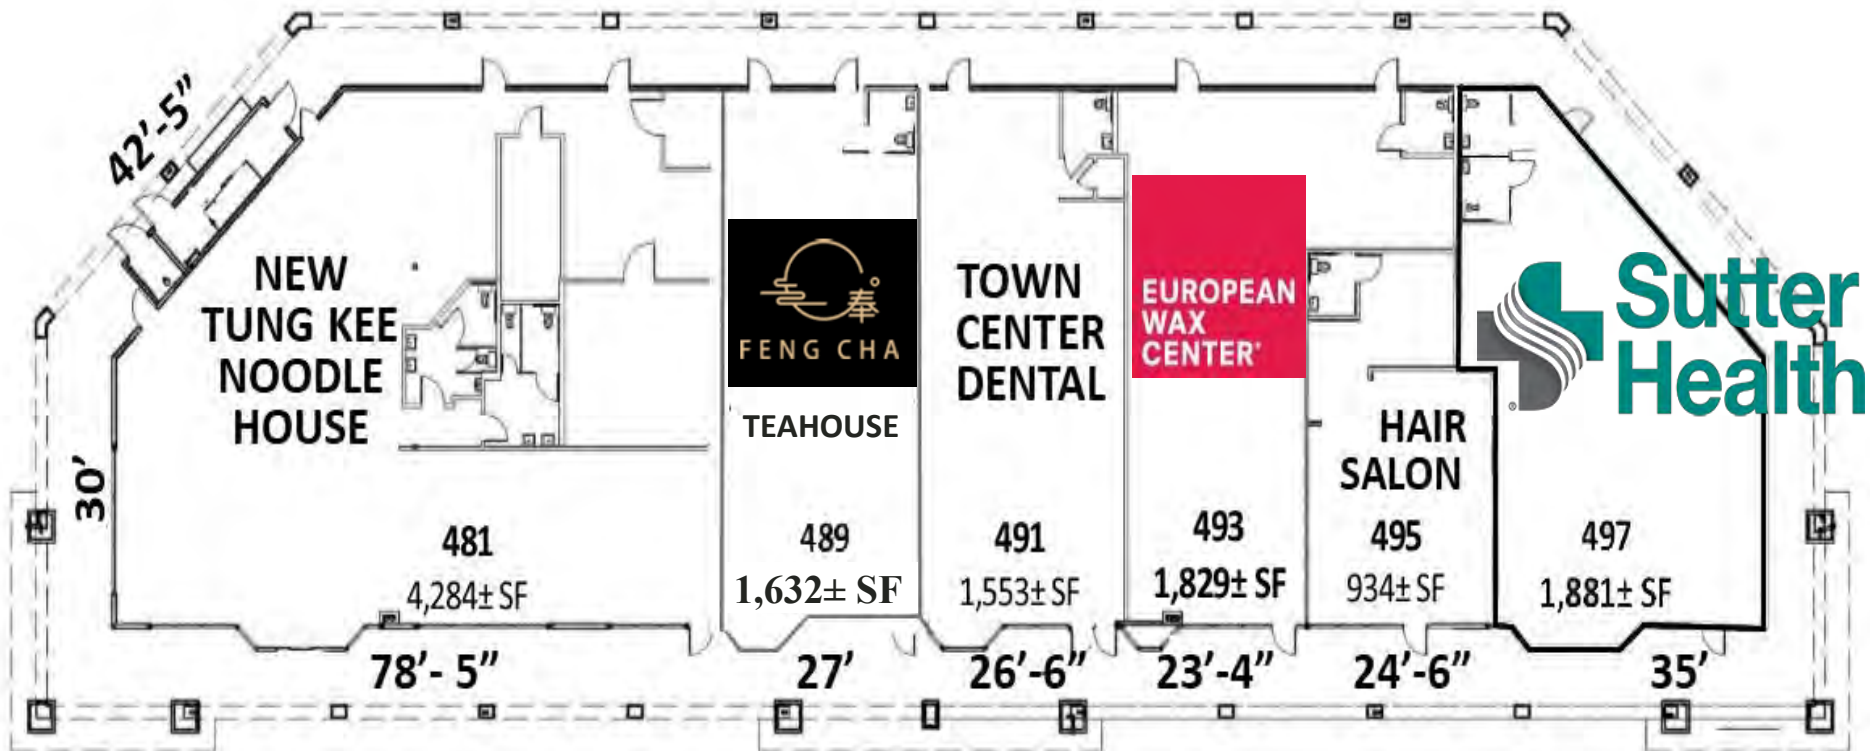 42'-5"
NEW
TUNG KEE
NOODLE
HOUSE
30'
481
4,284± SF
78'- 5"
奉
FENG CHA
TEAHOUSE
489
1,632± SF
27'
TOWN
CENTER
DENTAL
491
1,553± SF
26'-6"
EUROPEAN
WAX
CENTER®
493
1,829± SF
23'-4"
HAIR
SALON
495
934± SF
24'-6"
Sutter
Health
®
497
1,881± SF
35'